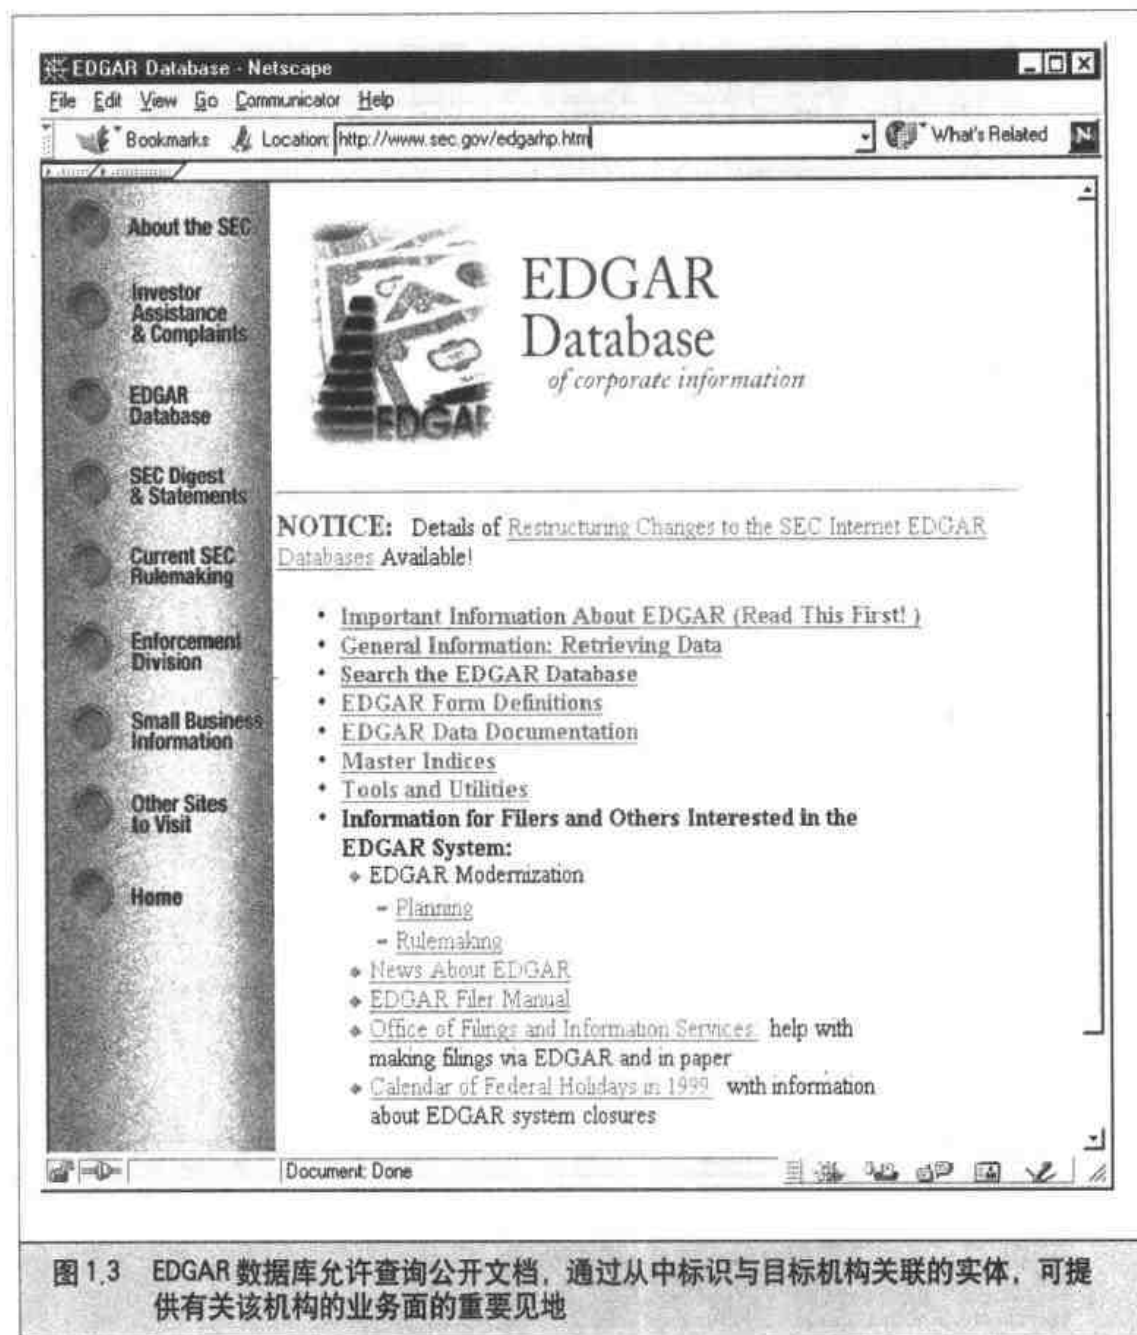 EDGAR Database - Netscape
File Edit View Go Communicator Help
Bookmarks Location: http://www.sec.gov/edgarhp.htm What's Related N
About the SEC
Investor
Assistance
& Complaints
EDGAR
Database
SEC Digest
& Statements
Current SEC
Rulemaking
Enforcement
Division
Small Business
Information
Other Sites
to Visit
Home
EDGAR
EDGAR
Database
of corporate information
NOTICE: Details of Restructuring Changes to the SEC Internet EDGAR
Databases Available!
• Important Information About EDGAR (Read This First! )
• General Information: Retrieving Data
• Search the EDGAR Database
• EDGAR Form Definitions
• EDGAR Data Documentation
• Master Indices
• Tools and Utilities
• Information for Filers and Others Interested in the
EDGAR System:
EDGAR Modernization
– Planning
– Rulemaking
News About EDGAR
EDGAR Filer Manual
Office of Filings and Information Services: help with
making filings via EDGAR and in paper
Calendar of Federal Holidays in 1999 with information
about EDGAR system closures
Document: Done
图 1.3 EDGAR 数据库允许查询公开文档，通过从中标识与目标机构关联的实体，可提
供有关该机构的业务面的重要见地